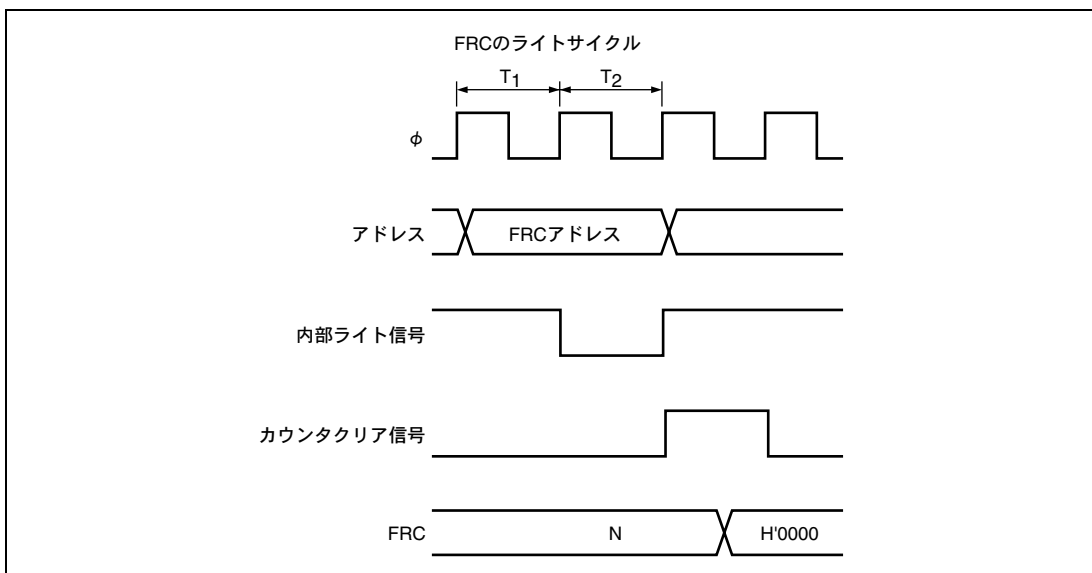 FRCのライトサイクル
T1 T2
φ
アドレス FRCアドレス
内部ライト信号
カウンタクリア信号
FRC N H'0000